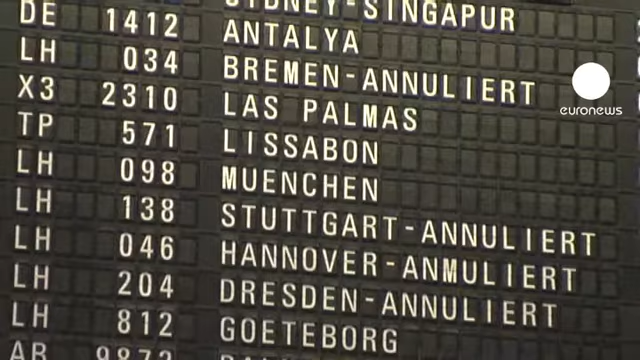 SYDNEY-SINGAPUR
DE 1412 ANTALYA
LH 034 BREMEN-ANNULIERT
X3 2310 LAS PALMAS
TP 571 LISSABON
LH 098 MUENCHEN
LH 138 STUTTGART-ANNULIERT
LH 046 HANNOVER-ANMULIERT
LH 204 DRESDEN-ANNULIERT
LH 812 GOETEBORG
euronews